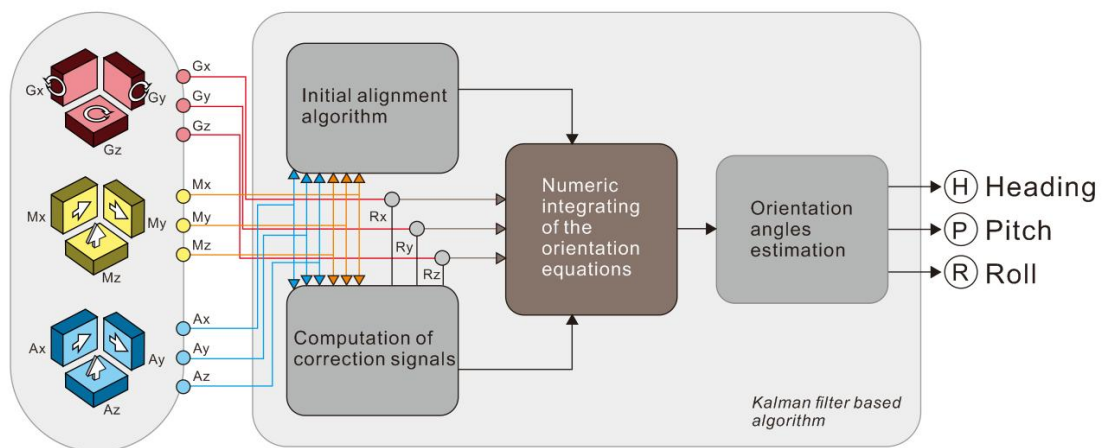 Gx
Gy
Gz
Gx
Gy
Gz
Mx
My
Mz
Mx
My
Mz
Ax
Ay
Az
Ax
Ay
Az
Initial alignment
algorithm
Rx
Ry
Rz
Computation of
correction signals
Numeric
integrating
of the
orientation
equations
Orientation
angles
estimation
H Heading
P Pitch
R Roll
Kalman filter based
algorithm